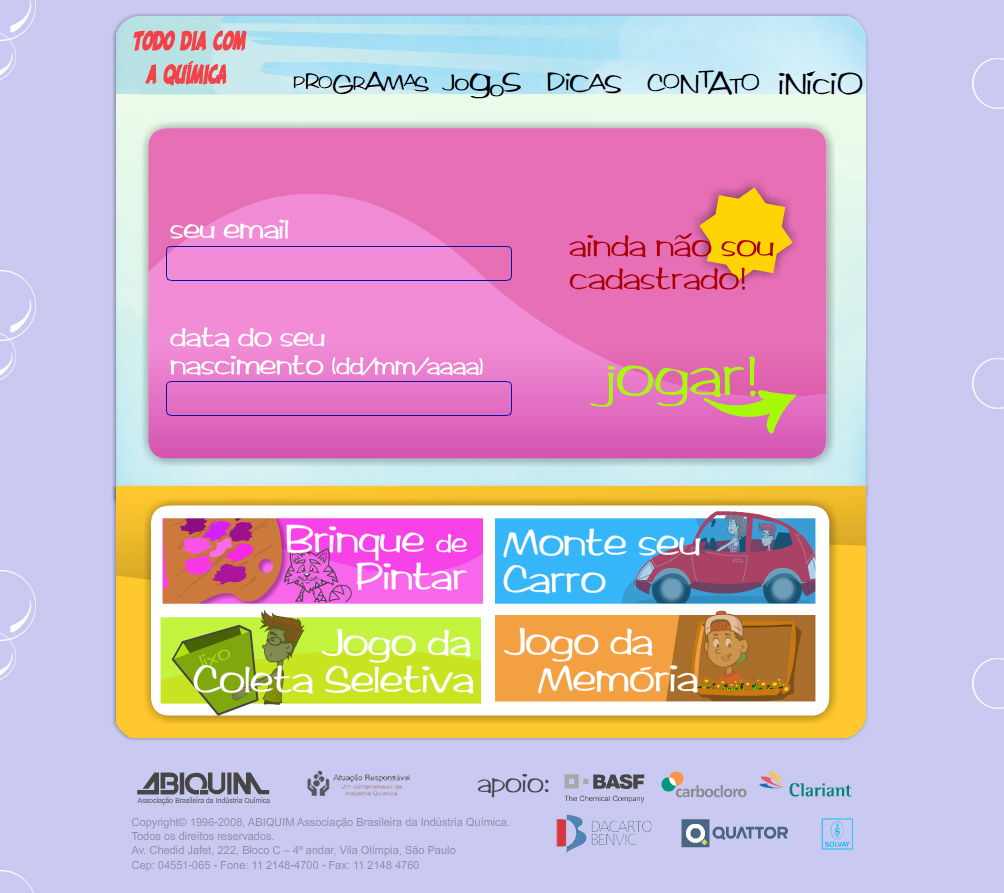 TODO DIA COM
A QUÍMICA
PROGRAMAS JOGOS DICAS CONTATO INÍCIO
seu email
ainda não sou
cadastrado!
data do seu
nascimento (dd/mm/aaaa)
jogar!
Brinque de
Pintar
Monte seu
Carro
lixo
Jogo da
Coleta Seletiva
Jogo da
Memória
ABIQUIM
Associação Brasileira da Indústria Química
Atuação Responsável
Um compromisso da
Indústria Química
apoio:
BASF
The Chemical Company
carbocloro
Clariant
DACARTO
BENVIC
QUATTOR
SOLVAY
Copyright© 1996-2008, ABIQUIM Associação Brasileira da Indústria Química.
Todos os direitos reservados.
Av. Chedid Jafet, 222, Bloco C – 4º andar, Vila Olímpia, São Paulo
Cep: 04551-065 - Fone: 11 2148-4700 - Fax: 11 2148 4760